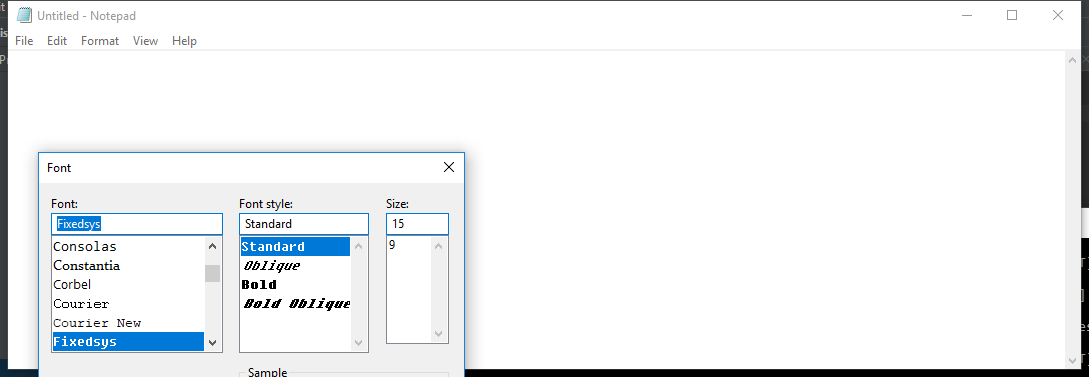 Untitled - Notepad
File Edit Format View Help
Font
Font: Font style: Size:
Fixedsys Standard 15
Consolas Standard 9
Constantia Oblique
Corbel Bold
Courier Bold Oblique
Courier New
Fixedsys
Sample